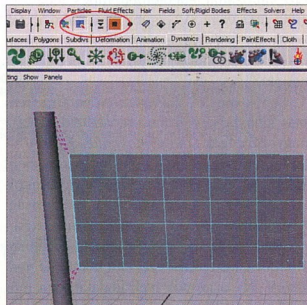 Display Window Particles Fluid Effects Hair Fields Soft/Rigid Bodies Effects Solvers Help
urfaces Polygons Subdivs Deformation Animation Dynamics Rendering PaintEffects Cloth
ting Show Panels